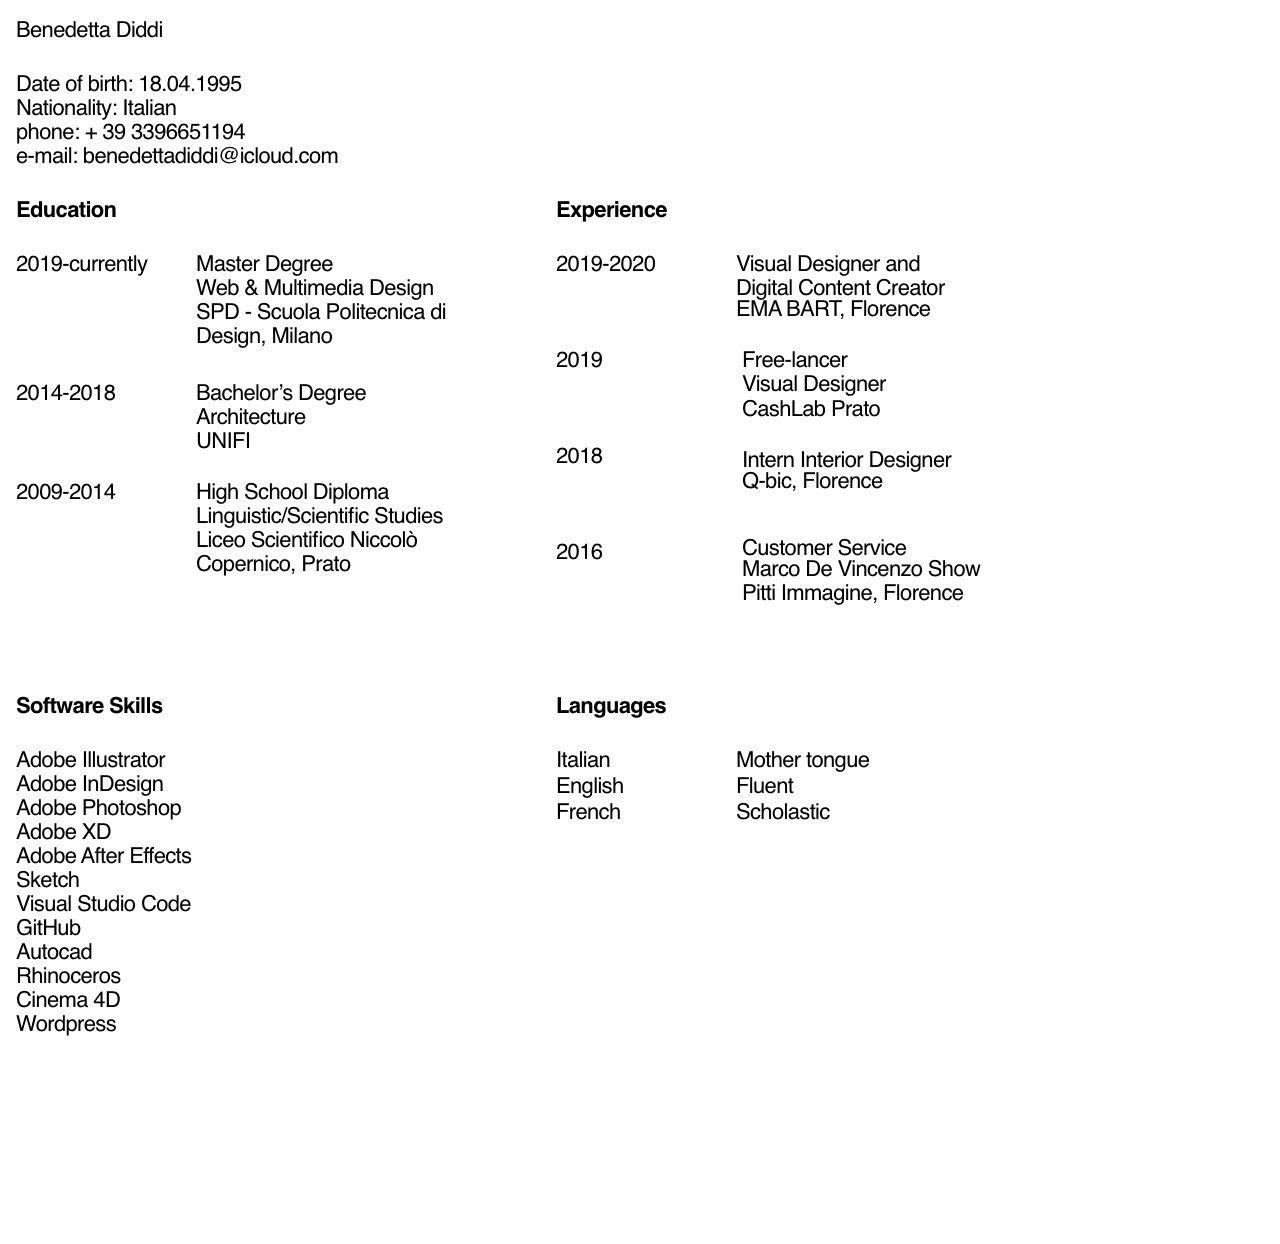 Benedetta Diddi
Date of birth: 18.04.1995
Nationality: Italian
phone: + 39 3396651194
e-mail: benedettadiddi@icloud.com
Education
2019-currently Master Degree
Web & Multimedia Design
SPD - Scuola Politecnica di
Design, Milano
2014-2018 Bachelor’s Degree
Architecture
UNIFI
2009-2014 High School Diploma
Linguistic/Scientific Studies
Liceo Scientifico Niccolò
Copernico, Prato
Experience
2019-2020 Visual Designer and
Digital Content Creator
EMA BART, Florence
2019 Free-lancer
Visual Designer
CashLab Prato
2018 Intern Interior Designer
Q-bic, Florence
2016 Customer Service
Marco De Vincenzo Show
Pitti Immagine, Florence
Software Skills
Adobe Illustrator
Adobe InDesign
Adobe Photoshop
Adobe XD
Adobe After Effects
Sketch
Visual Studio Code
GitHub
Autocad
Rhinoceros
Cinema 4D
Wordpress
Languages
Italian Mother tongue
English Fluent
French Scholastic